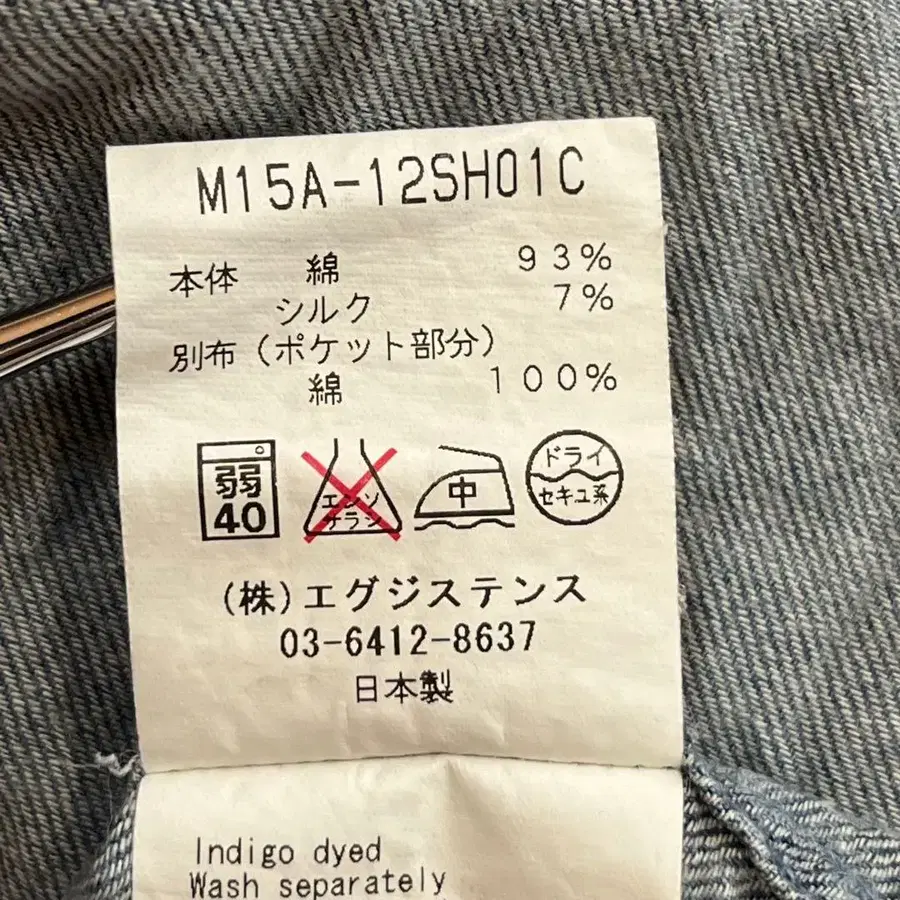 M15A-12SH01C
本体 綿 93%
シルク 7%
別布(ポケット部分)
綿 100%
弱
40
エンソ
サラシ
中
ドライ
セキユ系
(株)エグジステンス
03-6412-8637
日本製
Indigo dyed
Wash separately